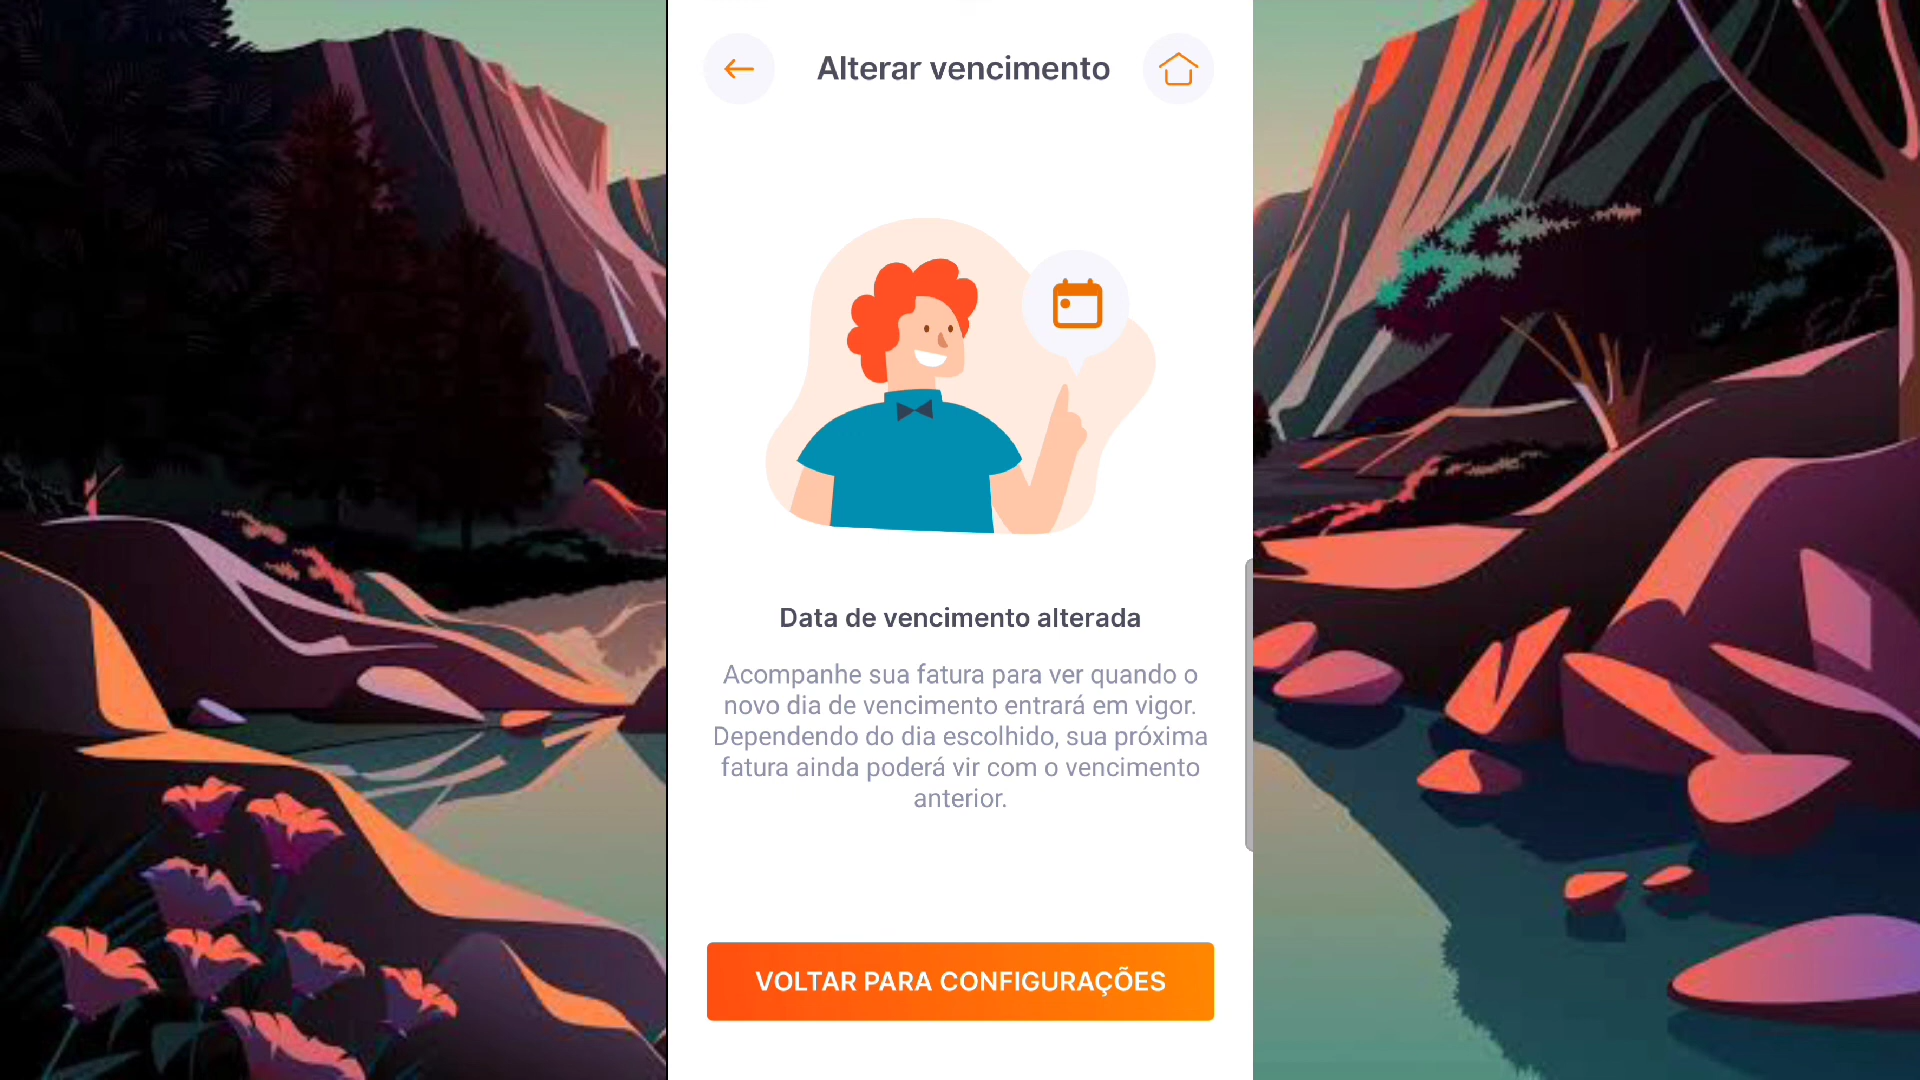 Alterar vencimento
Data de vencimento alterada
Acompanhe sua fatura para ver quando o
novo dia de vencimento entrará em vigor.
Dependendo do dia escolhido, sua próxima
fatura ainda poderá vir com o vencimento
anterior.
VOLTAR PARA CONFIGURAÇÕES